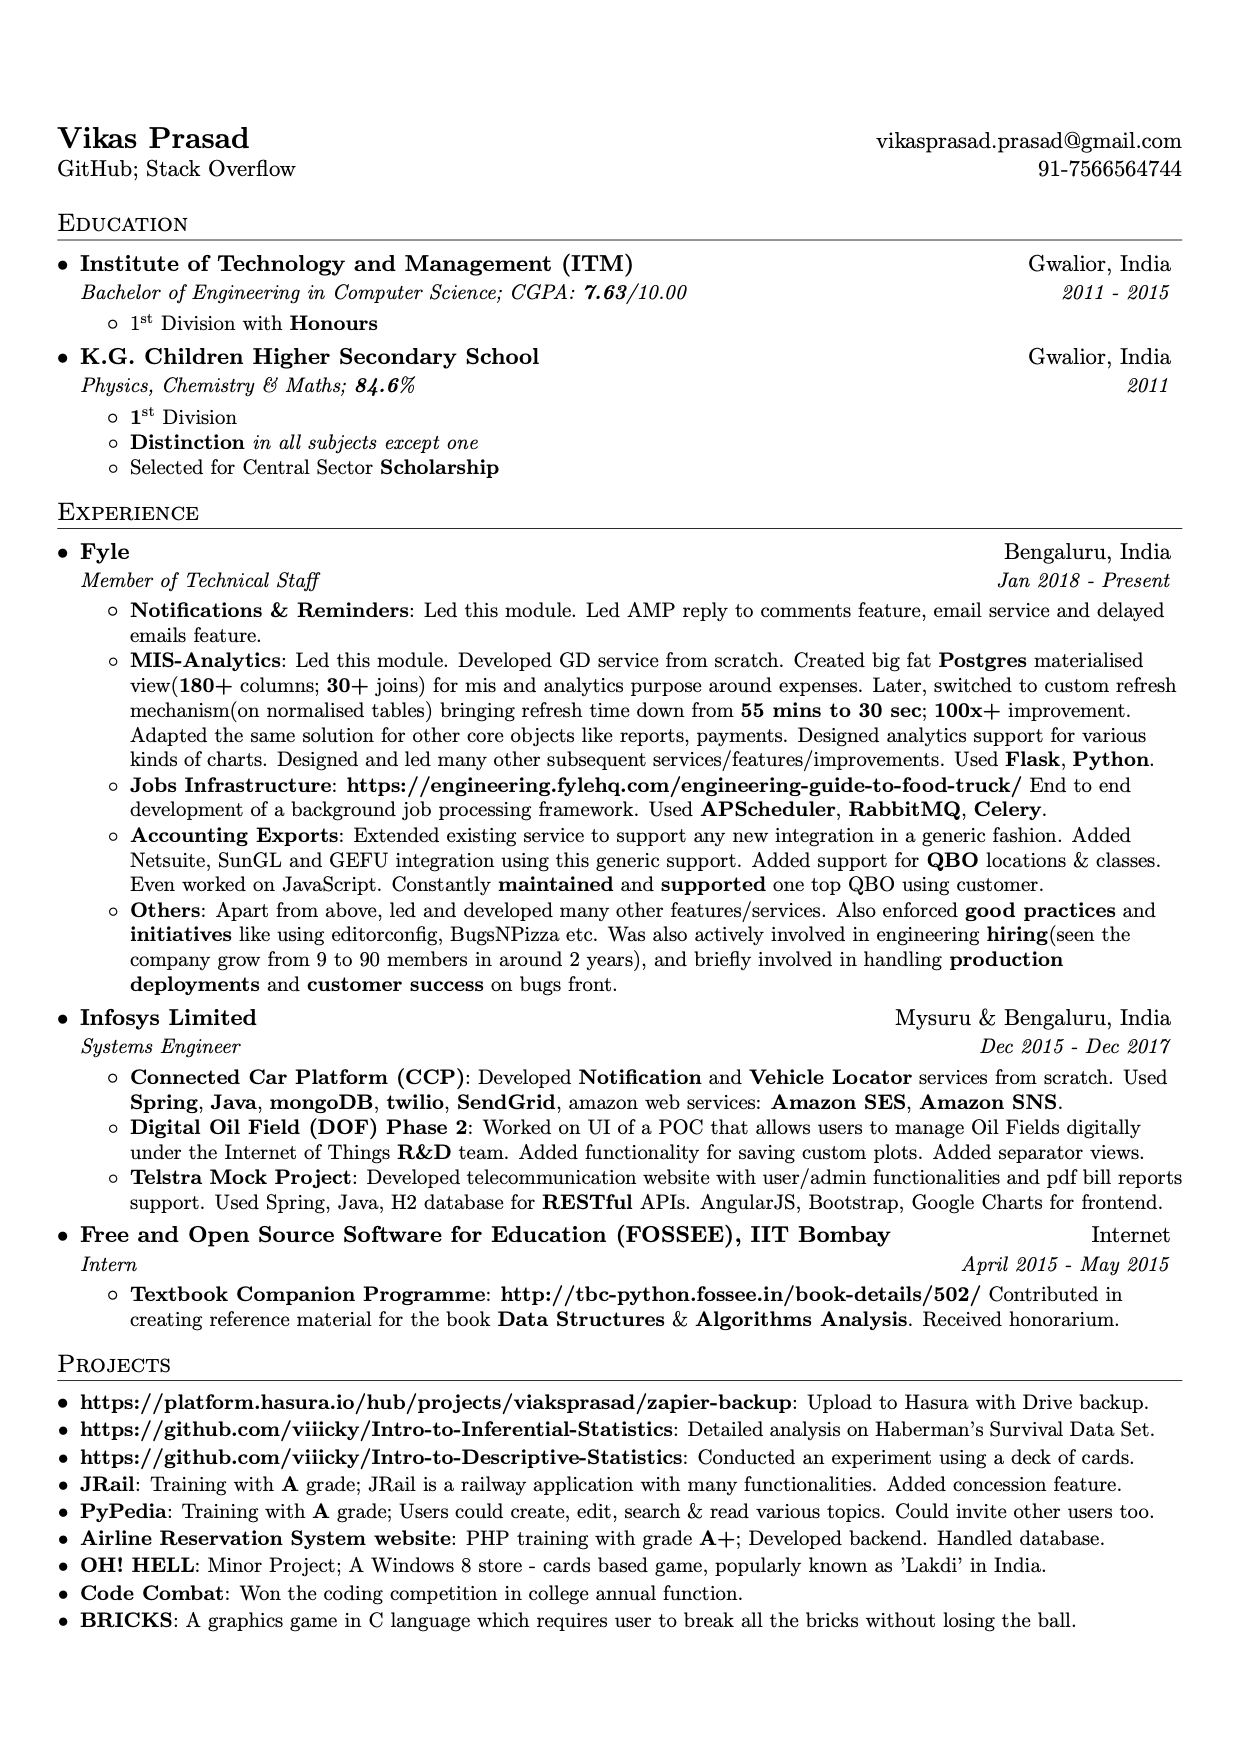 Vikas Prasad vikasprasad.prasad@gmail.com
GitHub; Stack Overflow 91-7566564744
Education
• Institute of Technology and Management (ITM) Gwalior, India
Bachelor of Engineering in Computer Science; CGPA: 7.63/10.00 2011 - 2015
◦ 1st Division with Honours
• K.G. Children Higher Secondary School Gwalior, India
Physics, Chemistry & Maths; 84.6% 2011
◦ 1st Division
◦ Distinction in all subjects except one
◦ Selected for Central Sector Scholarship
Experience
• Fyle Bengaluru, India
Member of Technical Staff Jan 2018 - Present
◦ Notifications & Reminders: Led this module. Led AMP reply to comments feature, email service and delayed
emails feature.
◦ MIS-Analytics: Led this module. Developed GD service from scratch. Created big fat Postgres materialised
view(180+ columns; 30+ joins) for mis and analytics purpose around expenses. Later, switched to custom refresh
mechanism(on normalised tables) bringing refresh time down from 55 mins to 30 sec; 100x+ improvement.
Adapted the same solution for other core objects like reports, payments. Designed analytics support for various
kinds of charts. Designed and led many other subsequent services/features/improvements. Used Flask, Python.
◦ Jobs Infrastructure: https://engineering.fylehq.com/engineering-guide-to-food-truck/ End to end
development of a background job processing framework. Used APScheduler, RabbitMQ, Celery.
◦ Accounting Exports: Extended existing service to support any new integration in a generic fashion. Added
Netsuite, SunGL and GEFU integration using this generic support. Added support for QBO locations & classes.
Even worked on JavaScript. Constantly maintained and supported one top QBO using customer.
◦ Others: Apart from above, led and developed many other features/services. Also enforced good practices and
initiatives like using editorconfig, BugsNPizza etc. Was also actively involved in engineering hiring(seen the
company grow from 9 to 90 members in around 2 years), and briefly involved in handling production
deployments and customer success on bugs front.
• Infosys Limited Mysuru & Bengaluru, India
Systems Engineer Dec 2015 - Dec 2017
◦ Connected Car Platform (CCP): Developed Notification and Vehicle Locator services from scratch. Used
Spring, Java, mongoDB, twilio, SendGrid, amazon web services: Amazon SES, Amazon SNS.
◦ Digital Oil Field (DOF) Phase 2: Worked on UI of a POC that allows users to manage Oil Fields digitally
under the Internet of Things R&D team. Added functionality for saving custom plots. Added separator views.
◦ Telstra Mock Project: Developed telecommunication website with user/admin functionalities and pdf bill reports
support. Used Spring, Java, H2 database for RESTful APIs. AngularJS, Bootstrap, Google Charts for frontend.
• Free and Open Source Software for Education (FOSSEE), IIT Bombay Internet
Intern April 2015 - May 2015
◦ Textbook Companion Programme: http://tbc-python.fossee.in/book-details/502/ Contributed in
creating reference material for the book Data Structures & Algorithms Analysis. Received honorarium.
Projects
• https://platform.hasura.io/hub/projects/viaksprasad/zapier-backup: Upload to Hasura with Drive backup.
• https://github.com/viiicky/Intro-to-Inferential-Statistics: Detailed analysis on Haberman's Survival Data Set.
• https://github.com/viiicky/Intro-to-Descriptive-Statistics: Conducted an experiment using a deck of cards.
• JRail: Training with A grade; JRail is a railway application with many functionalities. Added concession feature.
• PyPedia: Training with A grade; Users could create, edit, search & read various topics. Could invite other users too.
• Airline Reservation System website: PHP training with grade A+; Developed backend. Handled database.
• OH! HELL: Minor Project; A Windows 8 store - cards based game, popularly known as 'Lakdi' in India.
• Code Combat: Won the coding competition in college annual function.
• BRICKS: A graphics game in C language which requires user to break all the bricks without losing the ball.